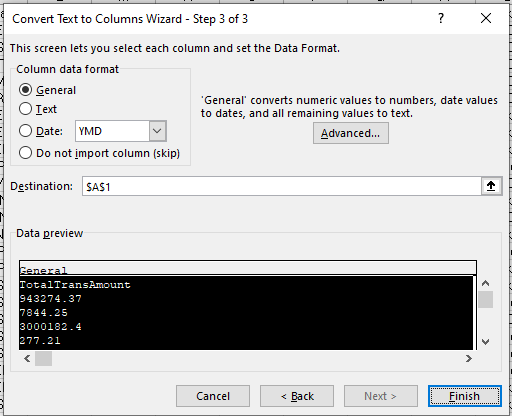 Convert Text to Columns Wizard - Step 3 of 3
This screen lets you select each column and set the Data Format.
Column data format
General
Text
Date: YMD
Do not import column (skip)
'General' converts numeric values to numbers, date values
to dates, and all remaining values to text.
Advanced...
Destination: $A$1
Data preview
General
TotalTransAmount
943274.37
7844.25
3000182.4
277.21
Cancel < Back Next > Finish